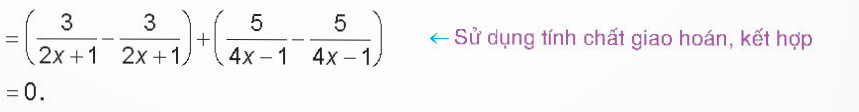 = (3/(2x+1) − 3/(2x+1)) + (5/(4x−1) − 5/(4x−1)) ← Sử dụng tính chất giao hoán, kết hợp
= 0.